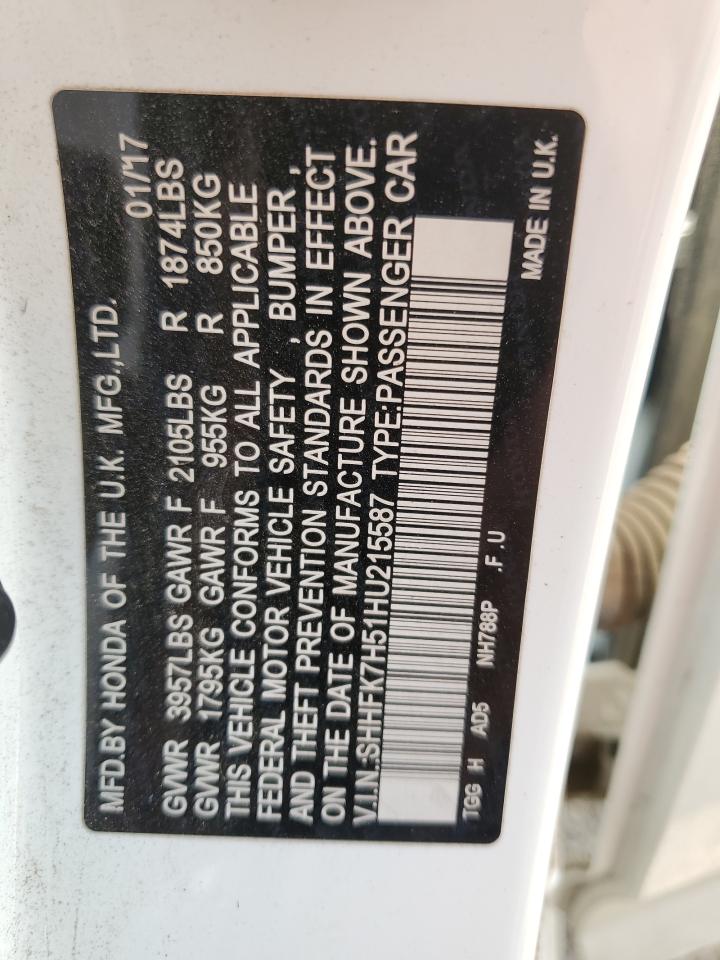 MFD.BY HONDA OF THE U.K. MFG.,LTD. 01/17
GVWR 3957LBS GAWR F 2105LBS R 1874LBS
GVWR 1795KG GAWR F 955KG R 850KG
THIS VEHICLE CONFORMS TO ALL APPLICABLE
FEDERAL MOTOR VEHICLE SAFETY , BUMPER ,
AND THEFT PREVENTION STANDARDS IN EFFECT
ON THE DATE OF MANUFACTURE SHOWN ABOVE.
V.I.N.:SHHFK7H51HU215587 TYPE:PASSENGER CAR
TGG H AD5 NH788P .F .U MADE IN U.K.